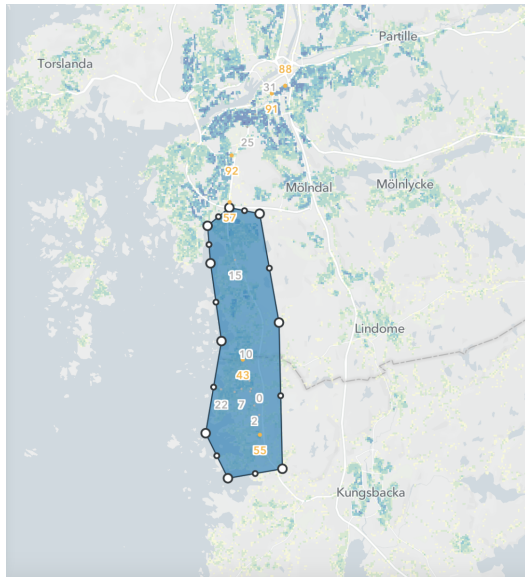 Partille
Torslanda
88
31
91
25
92
Mölndal
Mölnlycke
57
15
Lindome
10
43
22 7 0
2
55
Kungsbacka